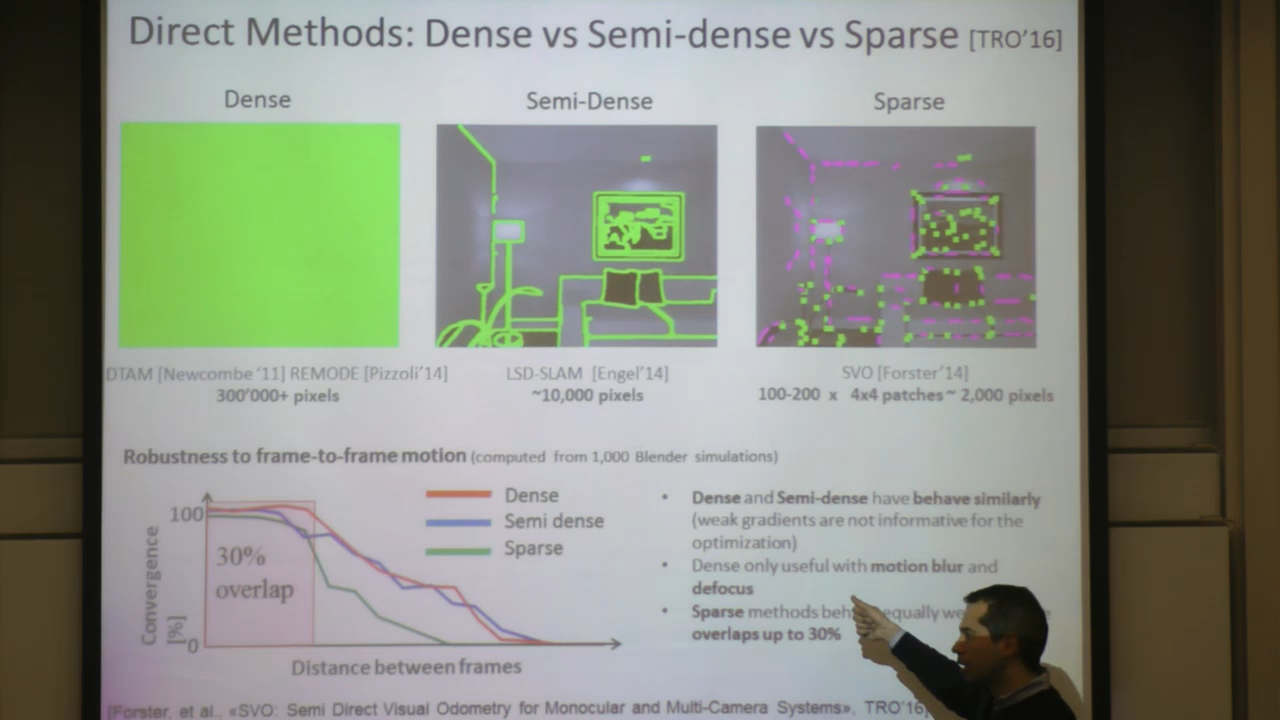 Direct Methods: Dense vs Semi-dense vs Sparse [TRO'16]
Dense
Semi-Dense
Sparse
DTAM [Newcombe '11] REMODE [Pizzoli'14]
300'000+ pixels
LSD-SLAM [Engel'14]
~10,000 pixels
SVO [Forster'14]
100-200 x 4x4 patches ~ 2,000 pixels
Robustness to frame-to-frame motion (computed from 1,000 Blender simulations)
100
0
Convergence
[%]
30%
overlap
Distance between frames
Dense
Semi dense
Sparse
• Dense and Semi-dense have behave similarly
(weak gradients are not informative for the
optimization)
• Dense only useful with motion blur and
defocus
• Sparse methods equally
overlaps up to 30%
[Forster, et al., «SVO: Semi Direct Visual Odometry for Monocular and Multi-Camera Systems», TRO'16]